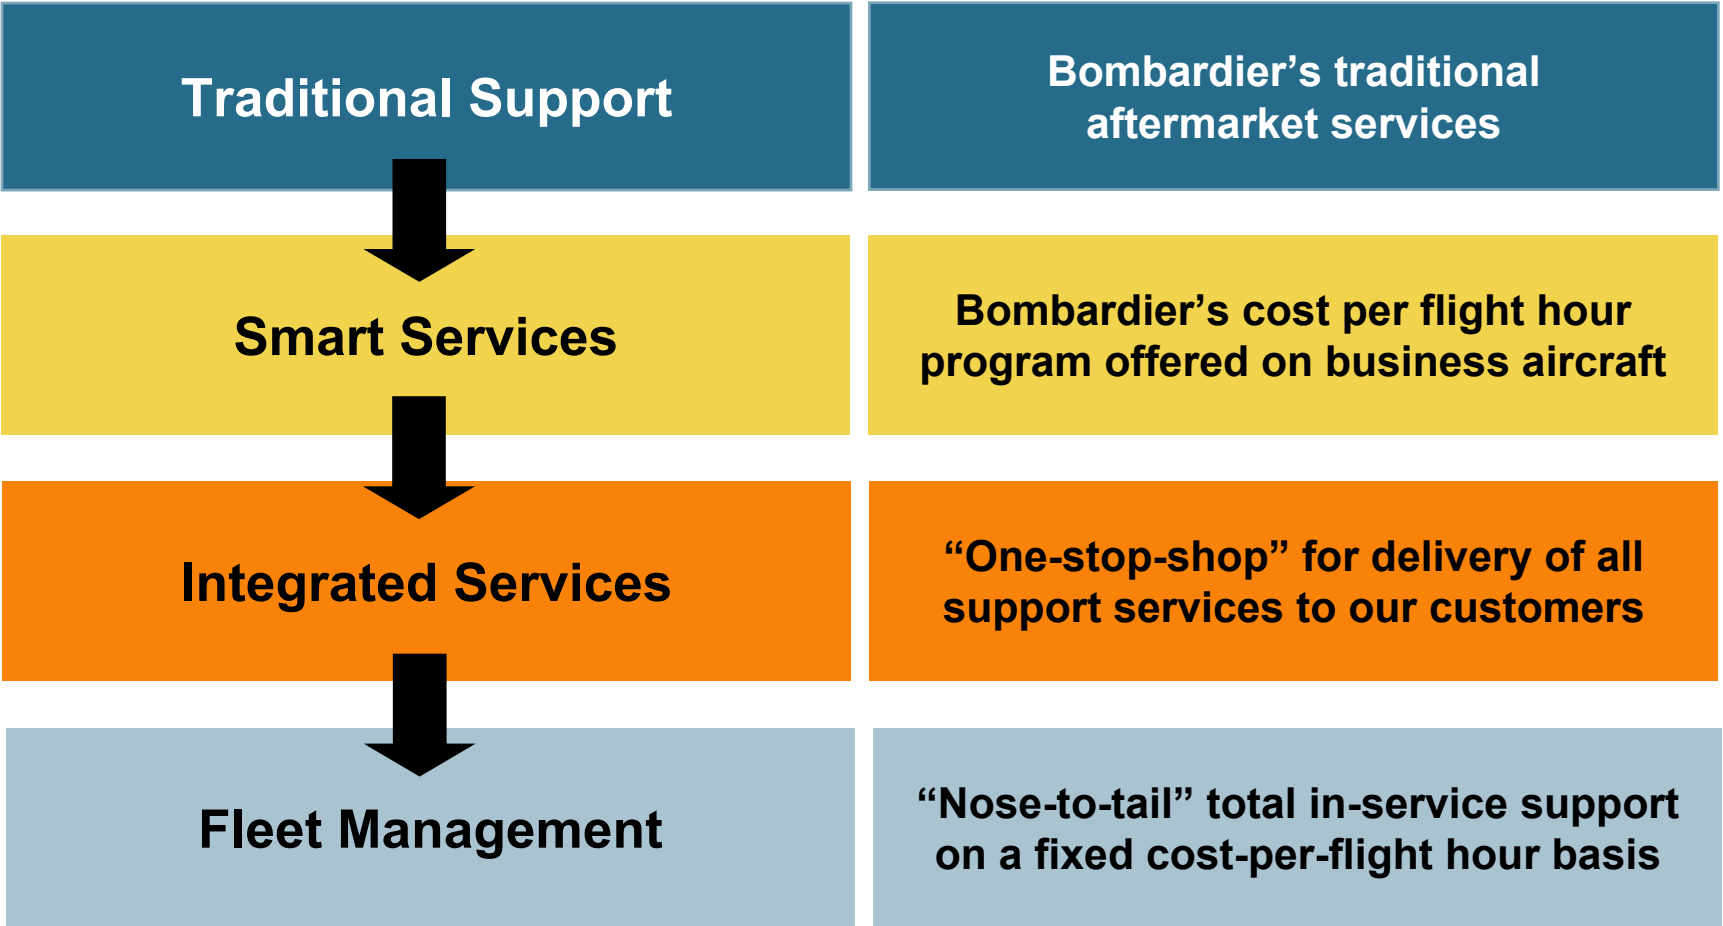 Traditional Support
Bombardier’s traditional
aftermarket services
Smart Services
Bombardier’s cost per flight hour
program offered on business aircraft
Integrated Services
“One-stop-shop” for delivery of all
support services to our customers
Fleet Management
“Nose-to-tail” total in-service support
on a fixed cost-per-flight hour basis